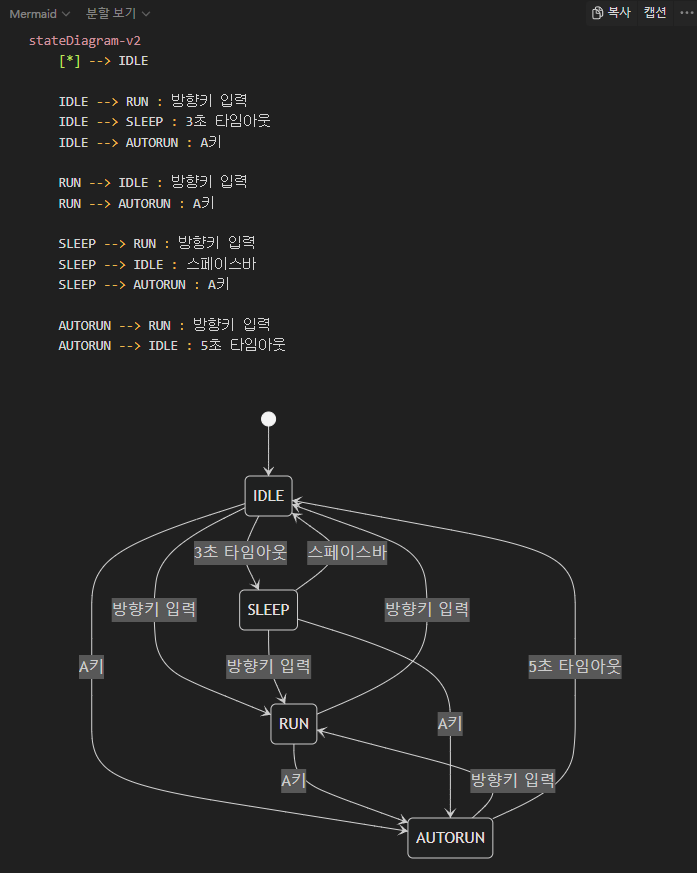 Mermaid 분할 보기 복사 캡션
stateDiagram-v2
[*] --> IDLE
IDLE --> RUN : 방향키 입력
IDLE --> SLEEP : 3초 타임아웃
IDLE --> AUTORUN : A키
RUN --> IDLE : 방향키 입력
RUN --> AUTORUN : A키
SLEEP --> RUN : 방향키 입력
SLEEP --> IDLE : 스페이스바
SLEEP --> AUTORUN : A키
AUTORUN --> RUN : 방향키 입력
AUTORUN --> IDLE : 5초 타임아웃
IDLE
3초 타임아웃 스페이스바
방향키 입력 SLEEP 방향키 입력
A키 방향키 입력 5초 타임아웃
RUN A키
A키 방향키 입력
AUTORUN